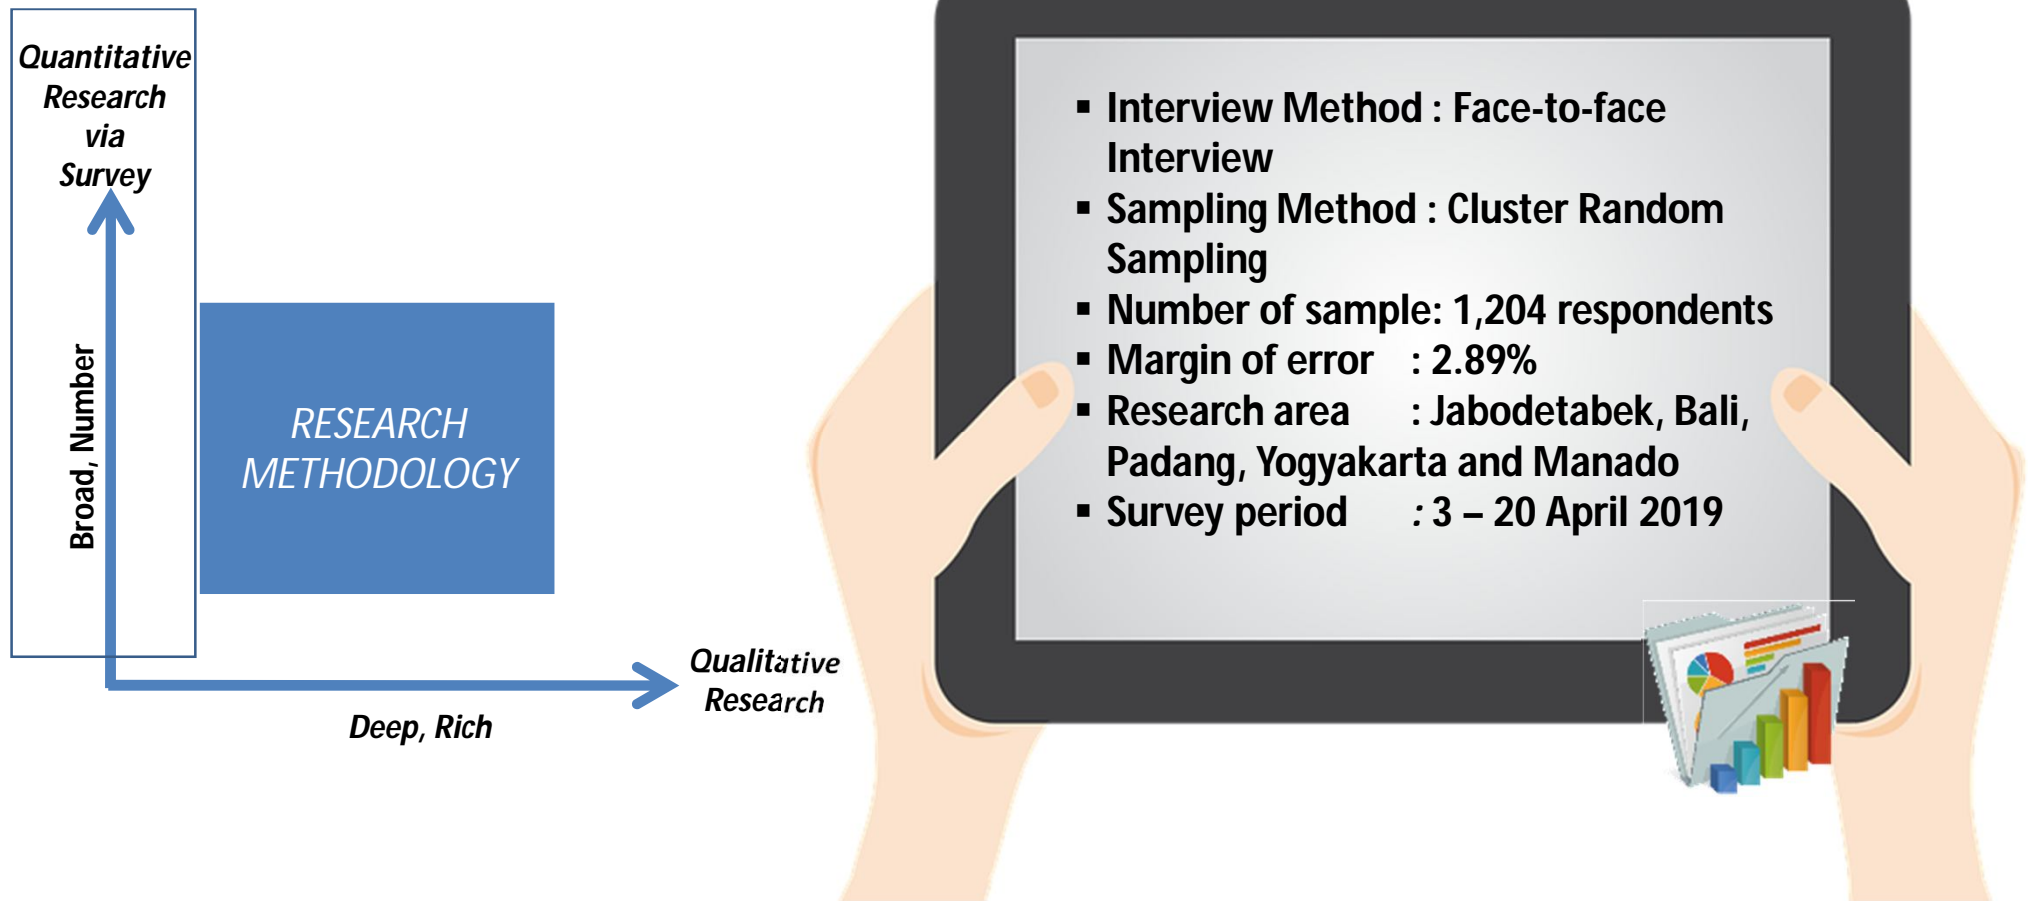 Quantitative
Research
via
Survey
Broad, Number
RESEARCH
METHODOLOGY
Qualitative
Research
Deep, Rich
▪ Interview Method : Face-to-face
Interview
▪ Sampling Method : Cluster Random
Sampling
▪ Number of sample: 1,204 respondents
▪ Margin of error : 2.89%
▪ Research area : Jabodetabek, Bali,
Padang, Yogyakarta and Manado
▪ Survey period : 3 – 20 April 2019